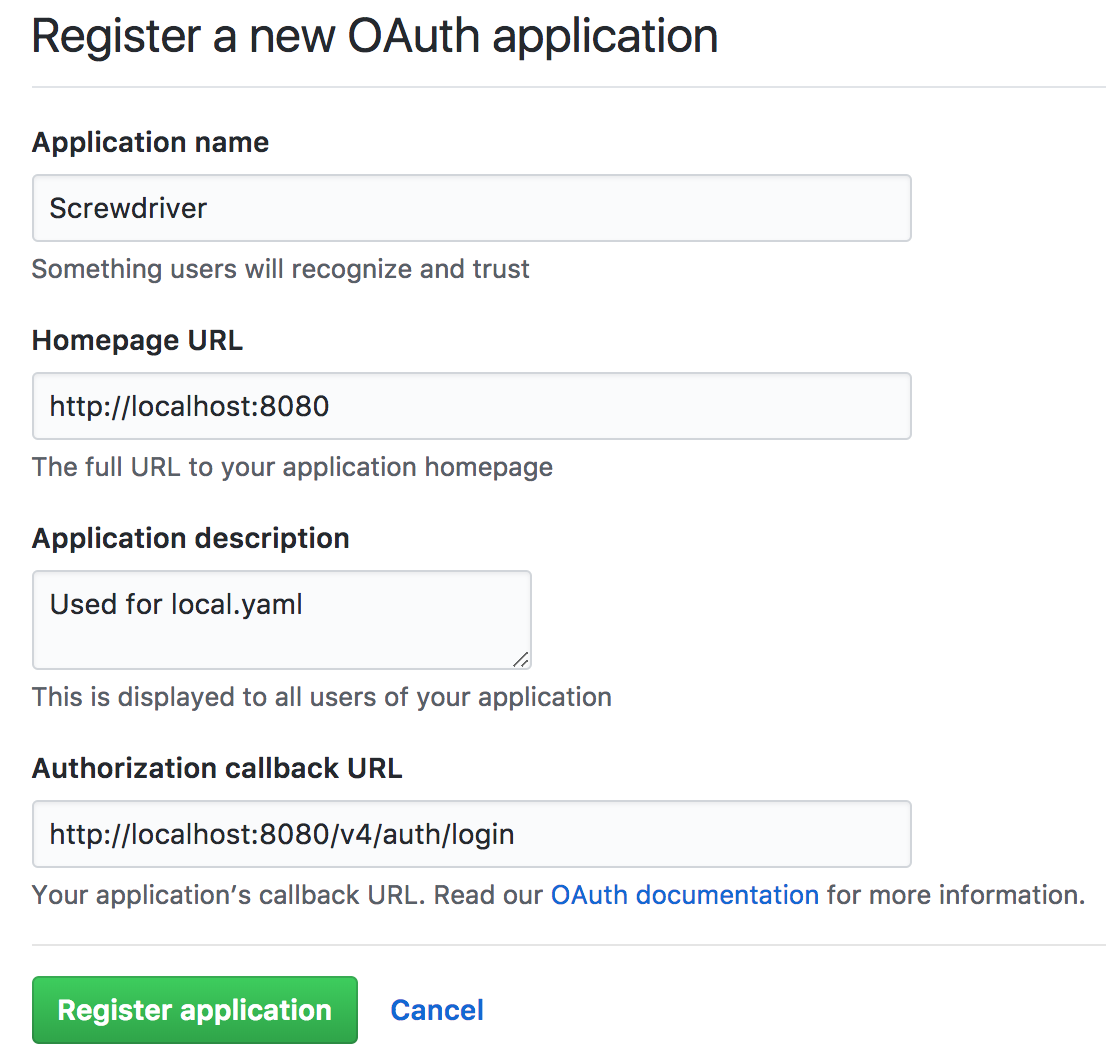 Register a new OAuth application
Application name
Screwdriver
Something users will recognize and trust
Homepage URL
http://localhost:8080
The full URL to your application homepage
Application description
Used for local.yaml
This is displayed to all users of your application
Authorization callback URL
http://localhost:8080/v4/auth/login
Your application’s callback URL. Read our OAuth documentation for more information.
Register application Cancel